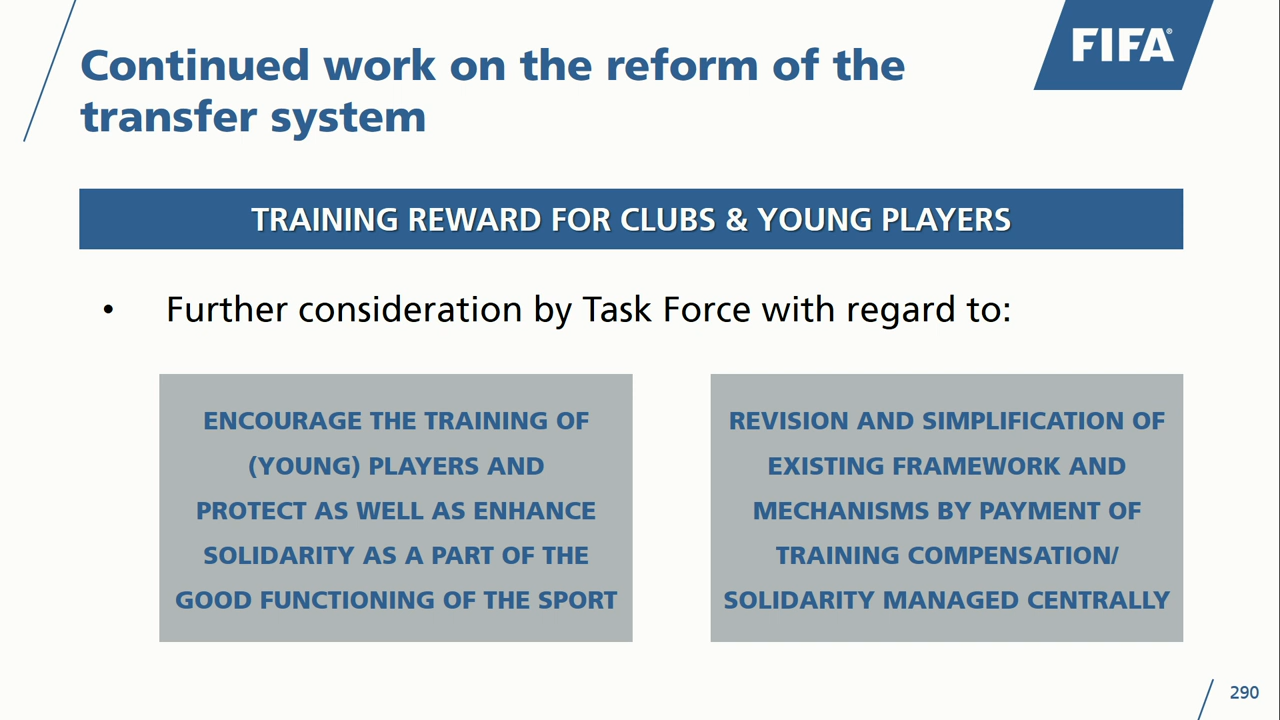 Continued work on the reform of the
transfer system
FIFA®
TRAINING REWARD FOR CLUBS & YOUNG PLAYERS
• Further consideration by Task Force with regard to:
ENCOURAGE THE TRAINING OF
(YOUNG) PLAYERS AND
PROTECT AS WELL AS ENHANCE
SOLIDARITY AS A PART OF THE
GOOD FUNCTIONING OF THE SPORT
REVISION AND SIMPLIFICATION OF
EXISTING FRAMEWORK AND
MECHANISMS BY PAYMENT OF
TRAINING COMPENSATION/
SOLIDARITY MANAGED CENTRALLY
290